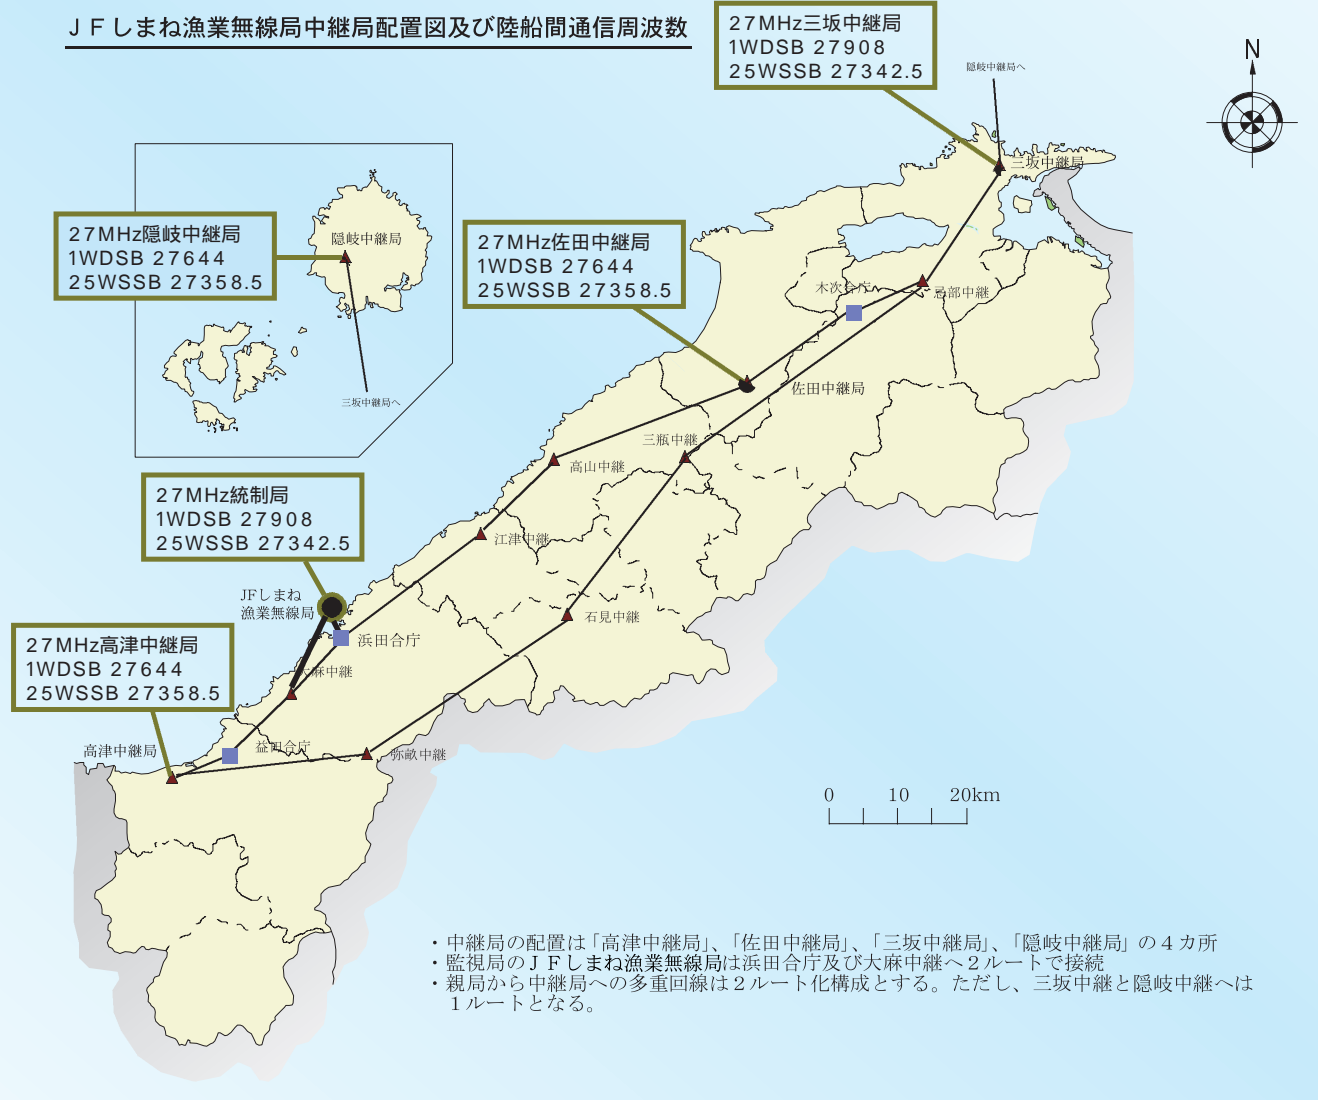 ＪＦしまね漁業無線局中継局配置図及び陸船間通信周波数
27MHz三坂中継局
1WDSB 27908
25WSSB 27342.5
隠岐中継局へ
N
三坂中継局
27MHz隠岐中継局
1WDSB 27644
25WSSB 27358.5
隠岐中継局
三坂中継局へ
27MHz佐田中継局
1WDSB 27644
25WSSB 27358.5
木次合庁
忌部中継
佐田中継局
三瓶中継
高山中継
27MHz統制局
1WDSB 27908
25WSSB 27342.5
江津中継
JFしまね
漁業無線局
石見中継
浜田合庁
27MHz高津中継局
1WDSB 27644
25WSSB 27358.5
大麻中継
高津中継局
益田合庁
弥畝中継
0 10 20km
・中継局の配置は「高津中継局」、「佐田中継局」、「三坂中継局」、「隠岐中継局」の４カ所
・監視局のＪＦしまね漁業無線局は浜田合庁及び大麻中継へ２ルートで接続
・親局から中継局への多重回線は２ルート化構成とする。ただし、三坂中継と隠岐中継へは
１ルートとなる。